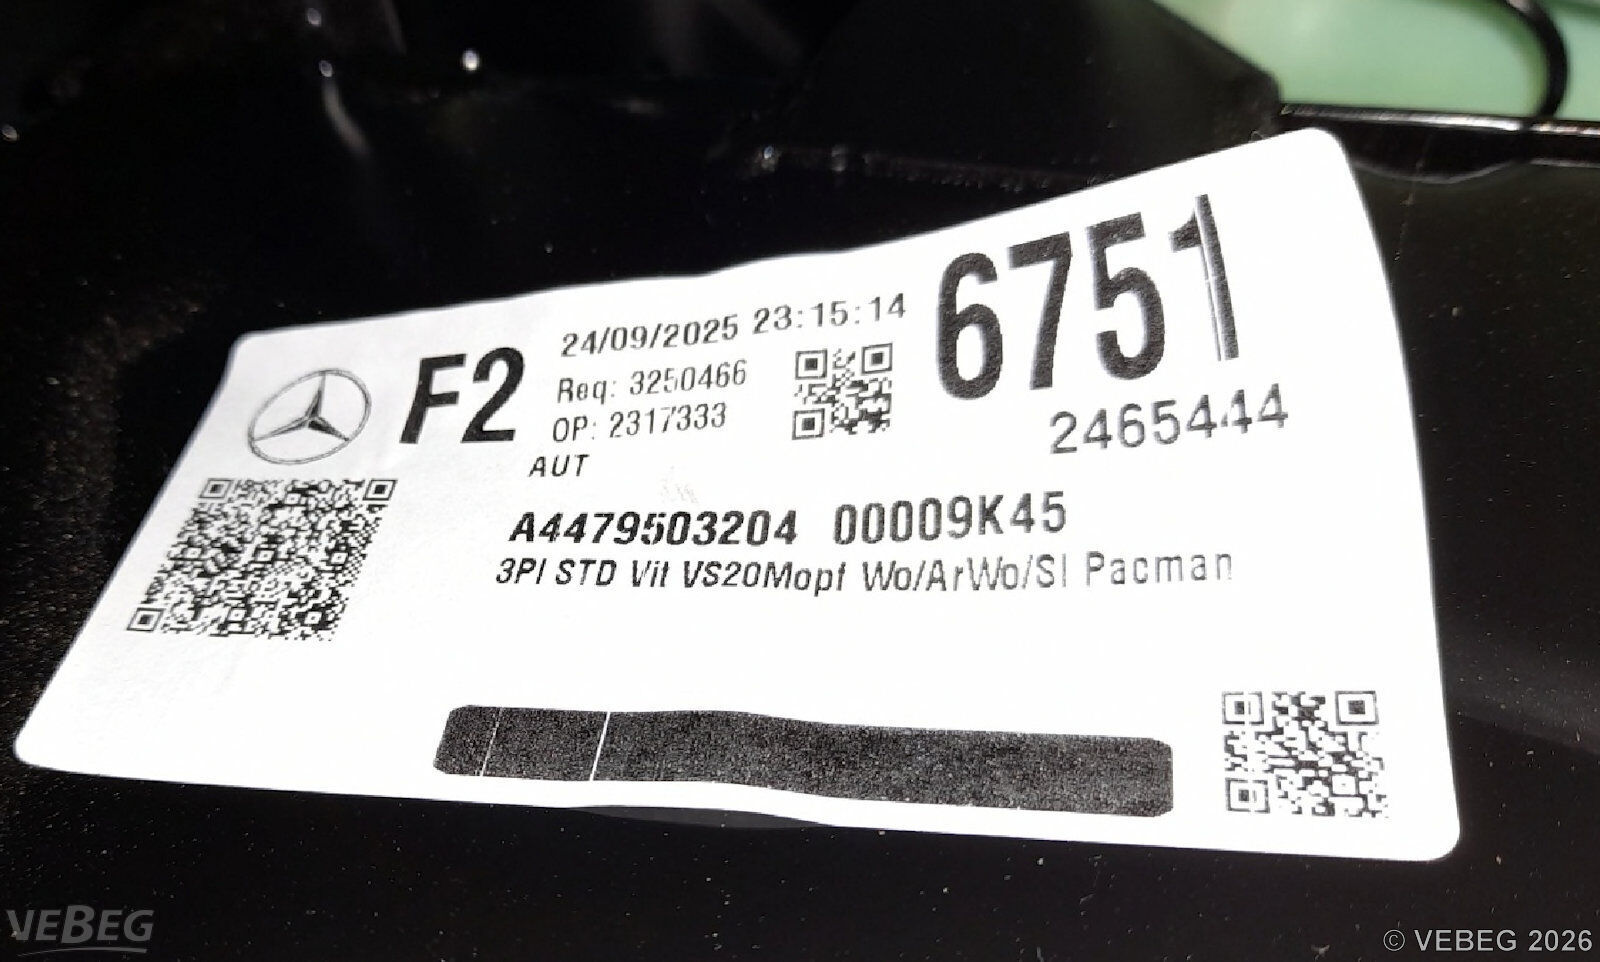 F2
24/09/2025 23:15:14
Req: 3250466
OP: 2317333
AUT
6751
2465444
A4479503204 00009K45
3PI STD Vit VS20Mopf Wo/ArWo/Sl Pacman
VEBEG
© VEBEG 2026